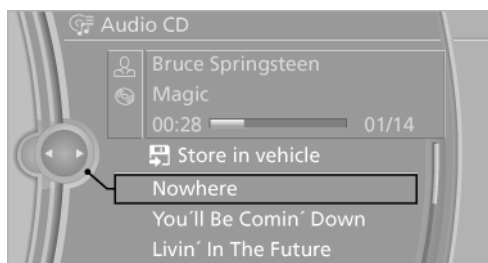 Audio CD
Bruce Springsteen
Magic
00:28 01/14
Store in vehicle
Nowhere
You´ll Be Comin´ Down
Livin´ In The Future